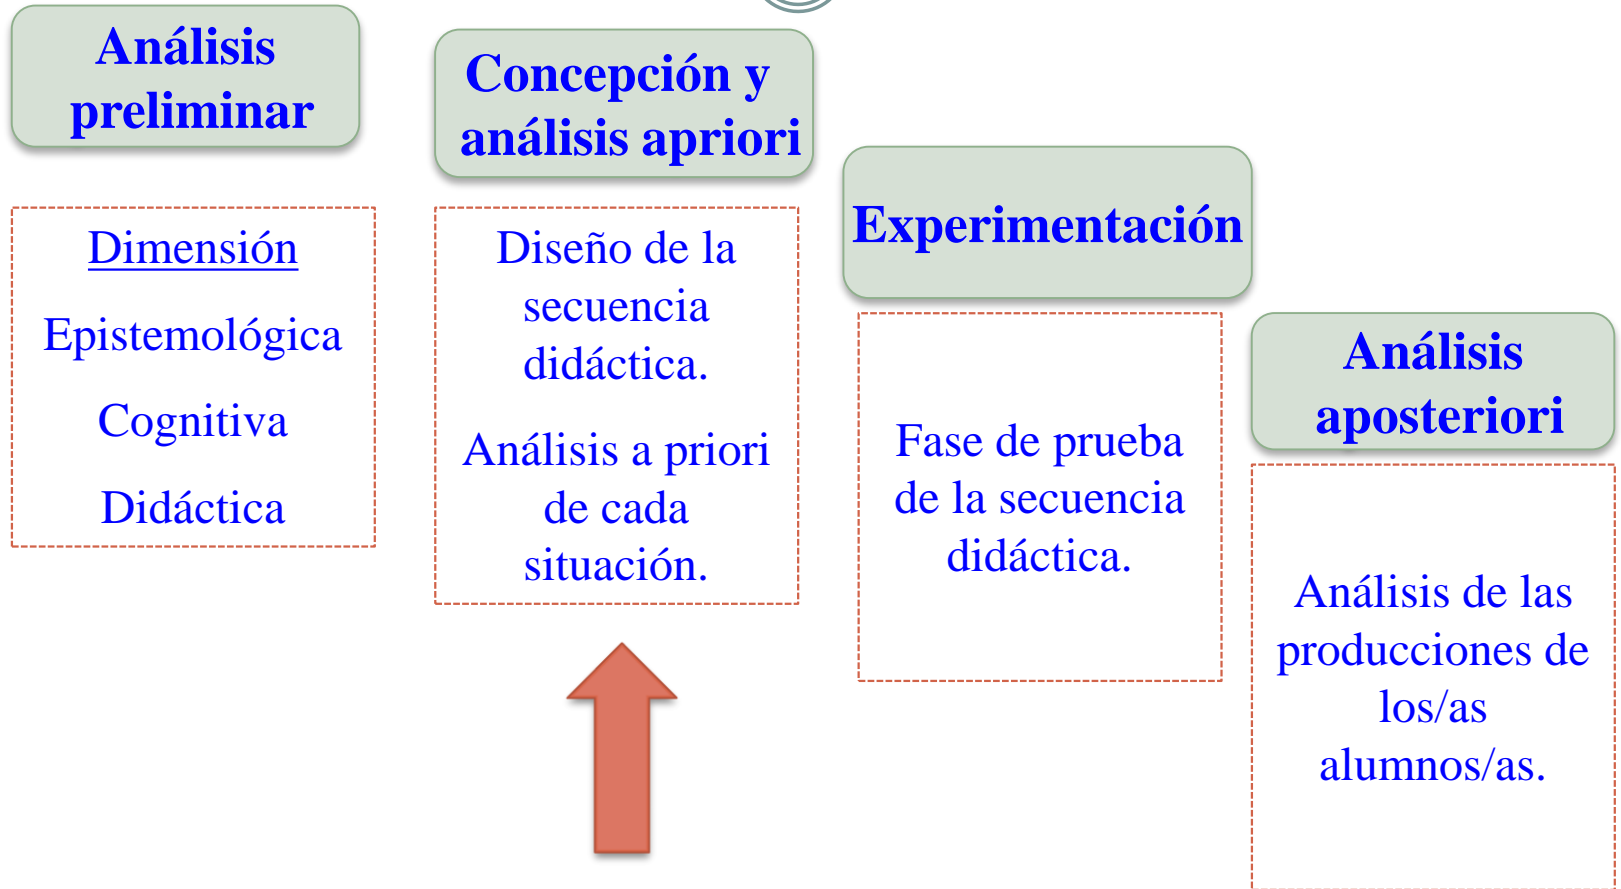 Análisis
preliminar
Dimensión
Epistemológica
Cognitiva
Didáctica
Concepción y
análisis apriori
Diseño de la
secuencia
didáctica.
Análisis a priori
de cada
situación.
Experimentación
Fase de prueba
de la secuencia
didáctica.
Análisis
aposteriori
Análisis de las
producciones de
los/as
alumnos/as.